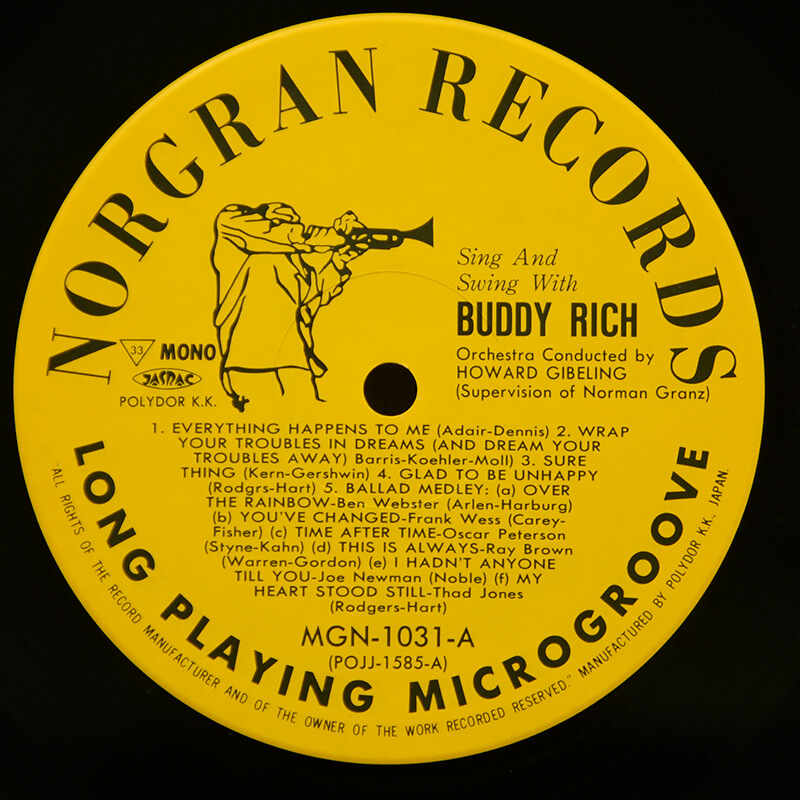 NORGRAN RECORDS
Sing And
Swing With
BUDDY RICH
Orchestra Conducted by
HOWARD GIBELING
(Supervision of Norman Granz)
33 MONO
JASRAC
POLYDOR K.K.
1. EVERYTHING HAPPENS TO ME (Adair-Dennis) 2. WRAP
YOUR TROUBLES IN DREAMS (AND DREAM YOUR
TROUBLES AWAY) Barris-Koehler-Moll) 3. SURE
THING (Kern-Gershwin) 4. GLAD TO BE UNHAPPY
(Rodgrs-Hart) 5. BALLAD MEDLEY: (a) OVER
THE RAINBOW-Ben Webster (Arlen-Harburg)
(b) YOU'VE CHANGED-Frank Wess (Carey-
Fisher) (c) TIME AFTER TIME-Oscar Peterson
(Styne-Kahn) (d) THIS IS ALWAYS-Ray Brown
(Warren-Gordon) (e) I HADN'T ANYONE
TILL YOU-Joe Newman (Noble) (f) MY
HEART STOOD STILL-Thad Jones
(Rodgers-Hart)
MGN-1031-A
(POJJ-1585-A)
LONG PLAYING MICROGROOVE
"ALL RIGHTS OF THE RECORD MANUFACTURER AND OF THE OWNER OF THE WORK RECORDED RESERVED." MANUFACTURED BY POLYDOR K.K., JAPAN.